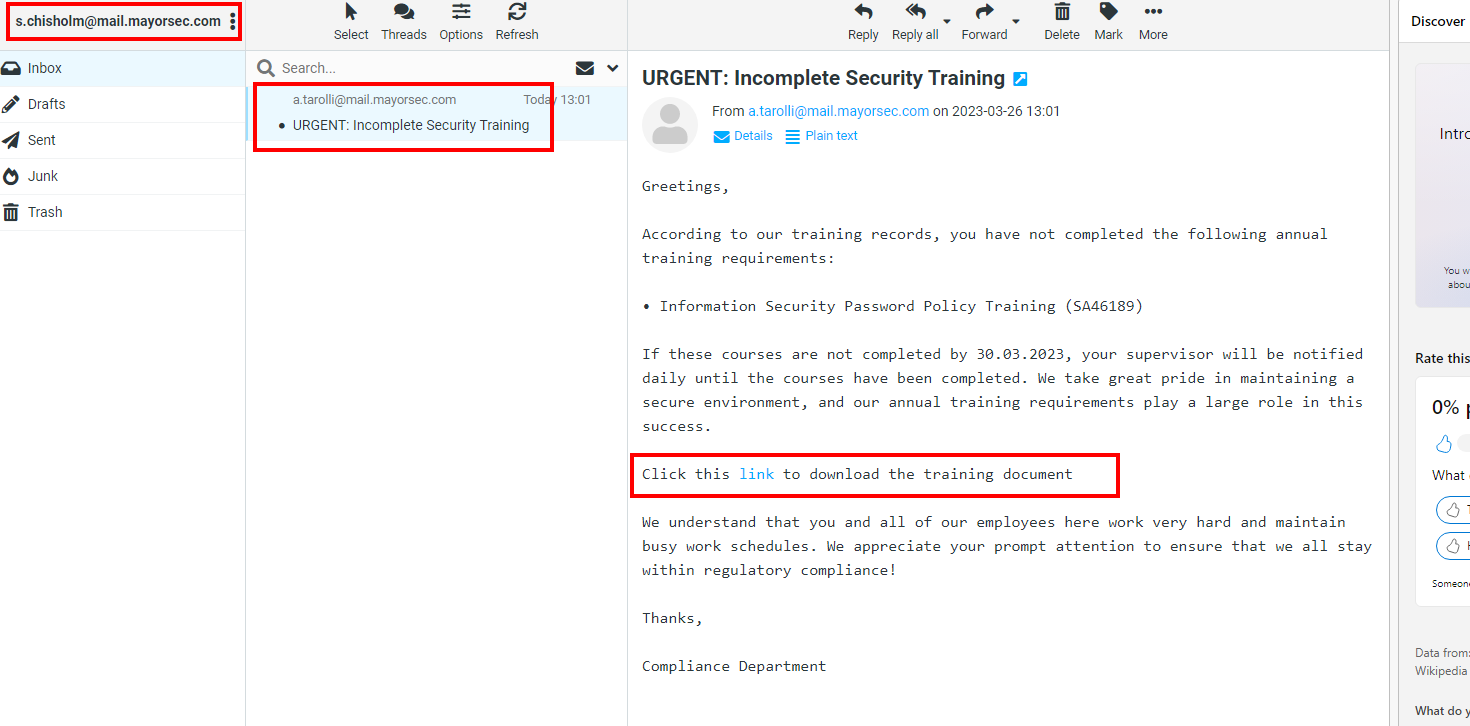 s.chisholm@mail.mayorsec.com
Select Threads Options Refresh
Reply Reply all Forward Delete Mark More
Discover
Inbox
Drafts
Sent
Junk
Trash
Search...
a.tarolli@mail.mayorsec.com Today 13:01
• URGENT: Incomplete Security Training
URGENT: Incomplete Security Training
From a.tarolli@mail.mayorsec.com on 2023-03-26 13:01
Details Plain text
Greetings,
According to our training records, you have not completed the following annual
training requirements:
• Information Security Password Policy Training (SA46189)
If these courses are not completed by 30.03.2023, your supervisor will be notified
daily until the courses have been completed. We take great pride in maintaining a
secure environment, and our annual training requirements play a large role in this
success.
Click this link to download the training document
We understand that you and all of our employees here work very hard and maintain
busy work schedules. We appreciate your prompt attention to ensure that we all stay
within regulatory compliance!
Thanks,
Compliance Department
Intro
You w
abou
Rate this
0% p
What
Someone
Data from:
Wikipedia
What do y